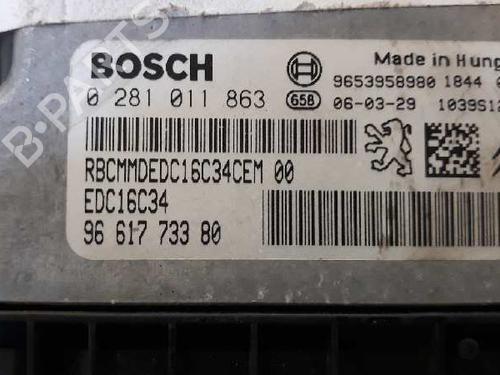 BOSCH
Made in Hung
9653958980 1844
0 281 011 863
658
06-03-29
1039S12
RBCMMDEDC16C34CEM 00
EDC16C34
96 617 733 80
B-PARTS